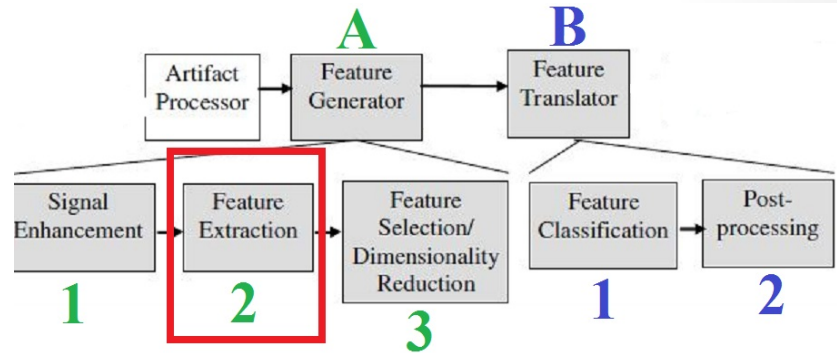 A
B
Artifact
Processor
Feature
Generator
Feature
Translator
Signal
Enhancement
Feature
Extraction
Feature
Selection/
Dimensionality
Reduction
Feature
Classification
Post-
processing
1
2
3
1
2